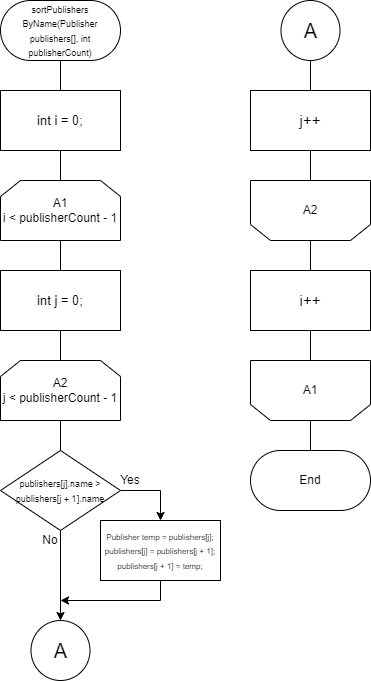 sortPublishers
ByName(Publisher
publishers[], int
publisherCount)
int i = 0;
A1
i < publisherCount - 1
int j = 0;
A2
j < publisherCount - 1
publishers[j].name >
publishers[j + 1].name
Yes
No
Publisher temp = publishers[j];
publishers[j] = publishers[j + 1];
publishers[j + 1] = temp;
A
A
j++
A2
i++
A1
End